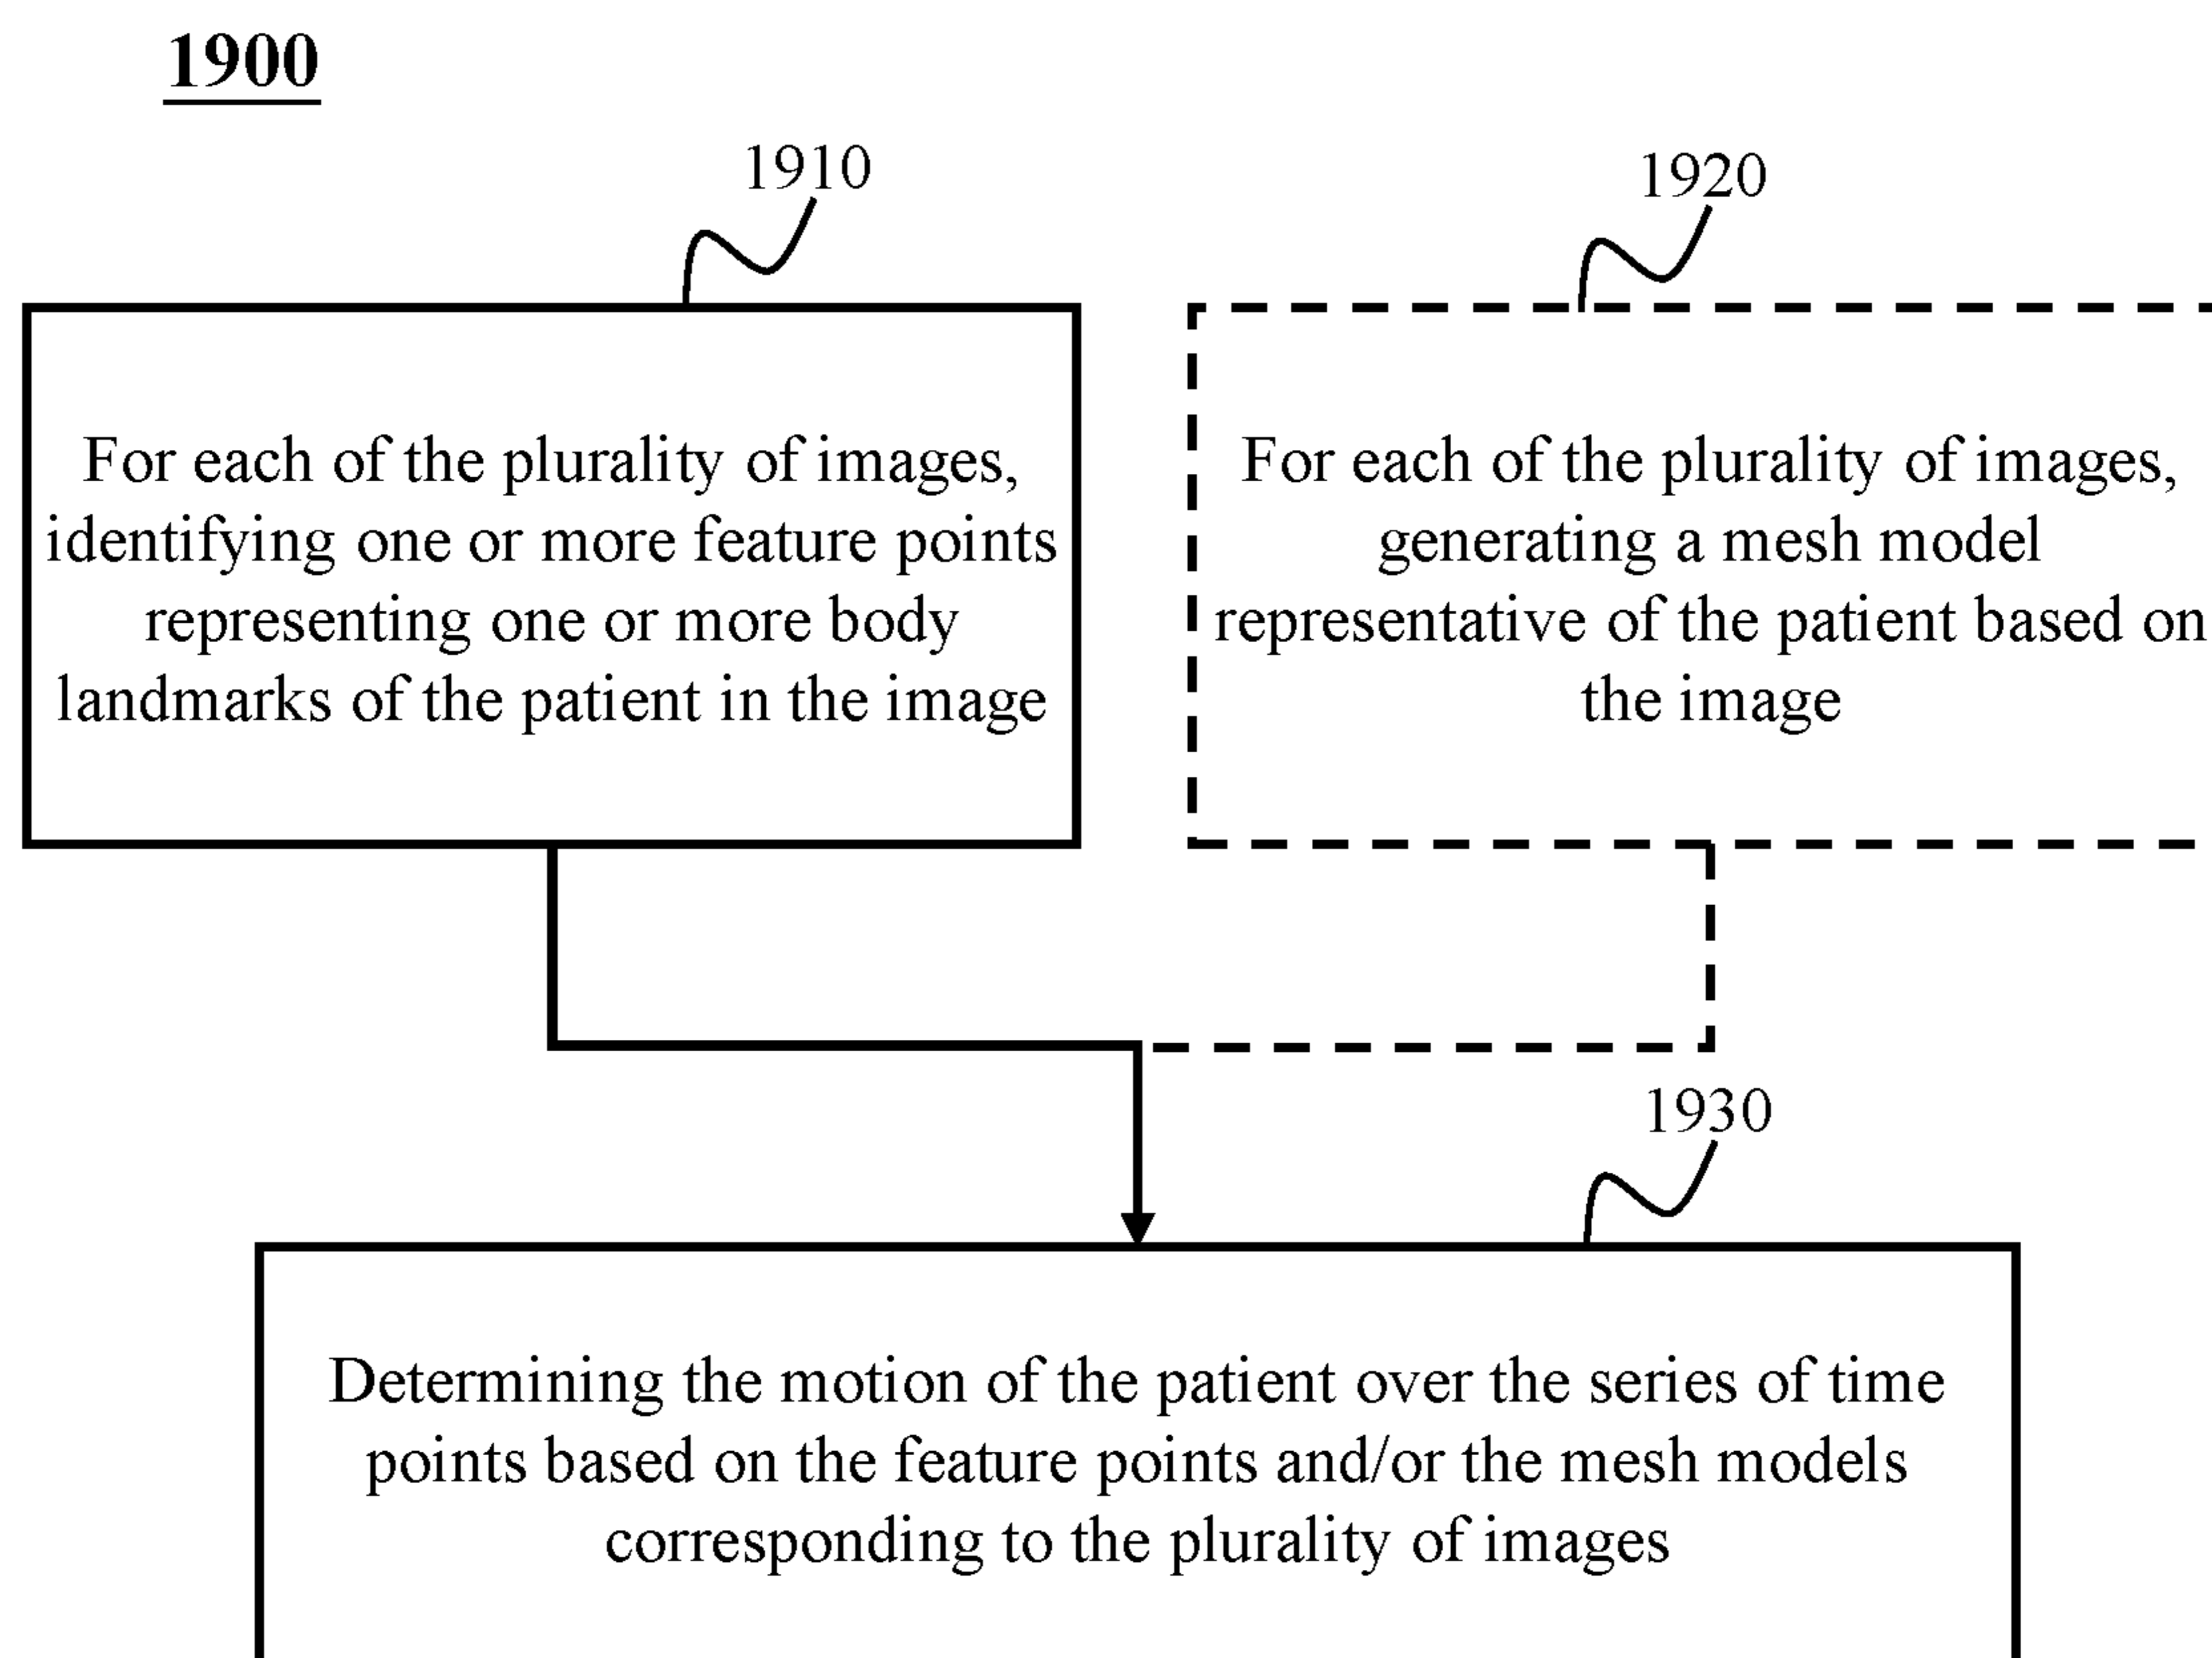 1900
1910
For each of the plurality of images,
identifying one or more feature points
representing one or more body
landmarks of the patient in the image
1920
For each of the plurality of images,
generating a mesh model
representative of the patient based on
the image
1930
Determining the motion of the patient over the series of time
points based on the feature points and/or the mesh models
corresponding to the plurality of images